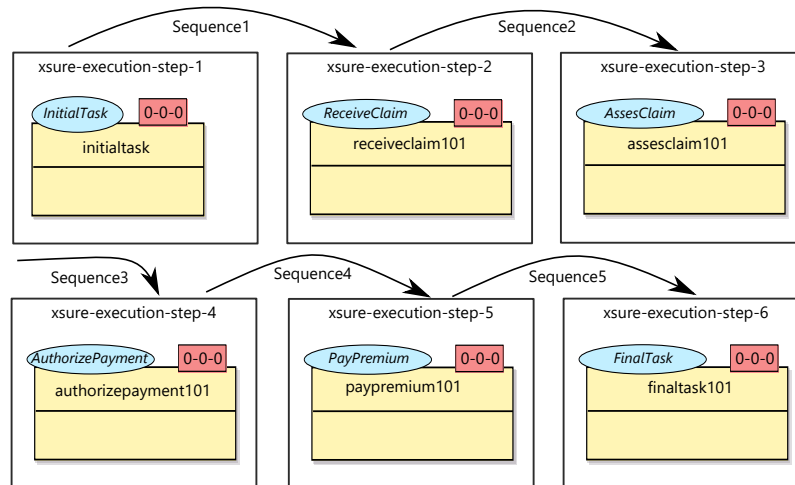 Sequence1
Sequence2
xsure-execution-step-1
xsure-execution-step-2
xsure-execution-step-3
InitialTask
0-0-0
ReceiveClaim
0-0-0
AssesClaim
0-0-0
initialtask
receiveclaim101
assesclaim101
Sequence3
Sequence4
Sequence5
xsure-execution-step-4
xsure-execution-step-5
xsure-execution-step-6
AuthorizePayment
0-0-0
PayPremium
0-0-0
FinalTask
0-0-0
authorizepayment101
paypremium101
finaltask101